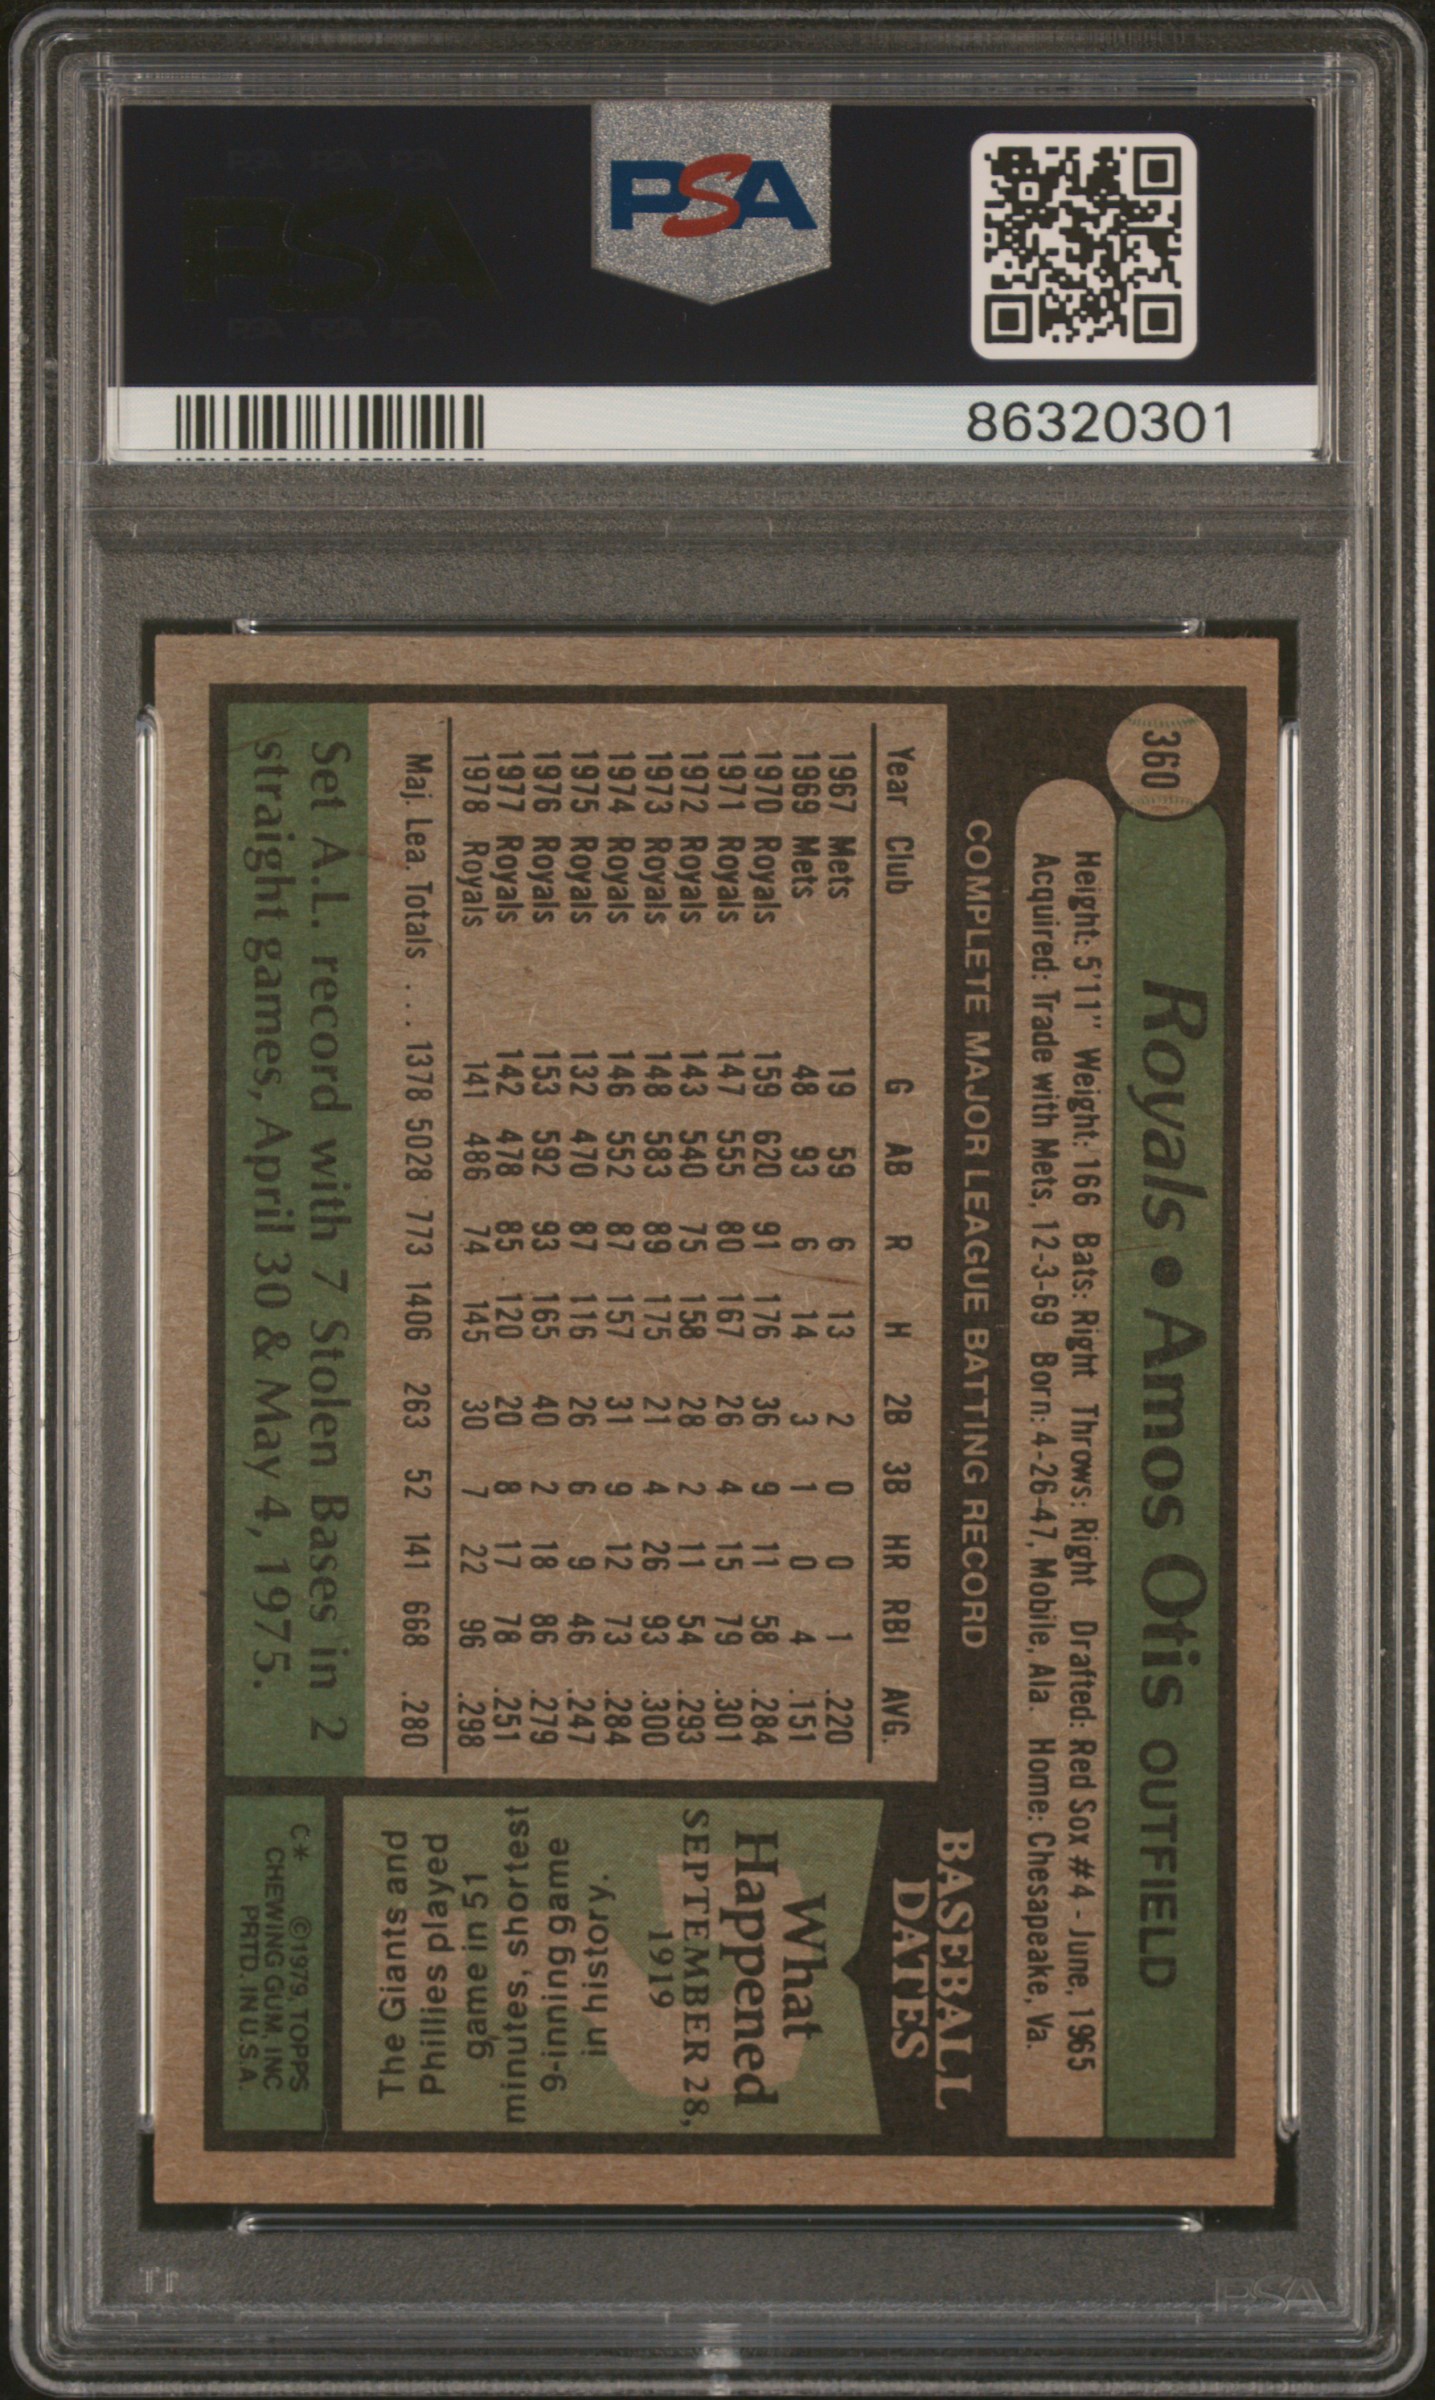 PSA PSA PSA
PSA
PSA PSA PSA
PSA
86320301
360
Royals • Amos Otis OUTFIELD
Height: 5'11" Weight: 166 Bats: Right Throws: Right Drafted: Red Sox #4 - June, 1965
Acquired: Trade with Mets, 12-3-69 Born: 4-26-47, Mobile, Ala. Home: Chesapeake, Va.
COMPLETE MAJOR LEAGUE BATTING RECORD
Year Club G AB R H 2B 3B HR RBI AVG.
1967 Mets 19 59 6 13 2 0 0 1 .220
1969 Mets 48 93 6 14 3 1 0 4 .151
1970 Royals 159 620 91 176 36 9 11 58 .284
1971 Royals 147 555 80 167 26 4 15 79 .301
1972 Royals 143 540 75 158 28 2 11 54 .293
1973 Royals 148 583 89 175 21 4 26 93 .300
1974 Royals 146 552 87 157 31 9 12 73 .284
1975 Royals 132 470 87 116 26 6 9 46 .247
1976 Royals 153 592 93 165 40 2 18 86 .279
1977 Royals 142 478 85 120 20 8 17 78 .251
1978 Royals 141 486 74 145 30 7 22 96 .298
Maj. Lea. Totals . . . 1378 5028 773 1406 263 52 141 668 .280
Set A.L. record with 7 Stolen Bases in 2
straight games, April 30 & May 4, 1975.
BASEBALL
DATES
What
Happened
SEPTEMBER 28,
1919
The Giants and
Phillies played
game in 51
minutes, shortest
9-inning game
in history.
C* ©1979, TOPPS
CHEWING GUM, INC
PRTD. IN U.S.A.
PSA